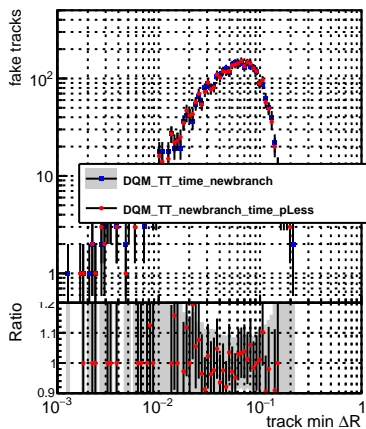 fake tracks
10²
10
1
DQM_TT_time_newbranch
DQM_TT_newbranch_time_pLess
Ratio
1.2
1.1
1
0.9
10⁻³
10⁻²
10⁻¹
1
track min ΔR